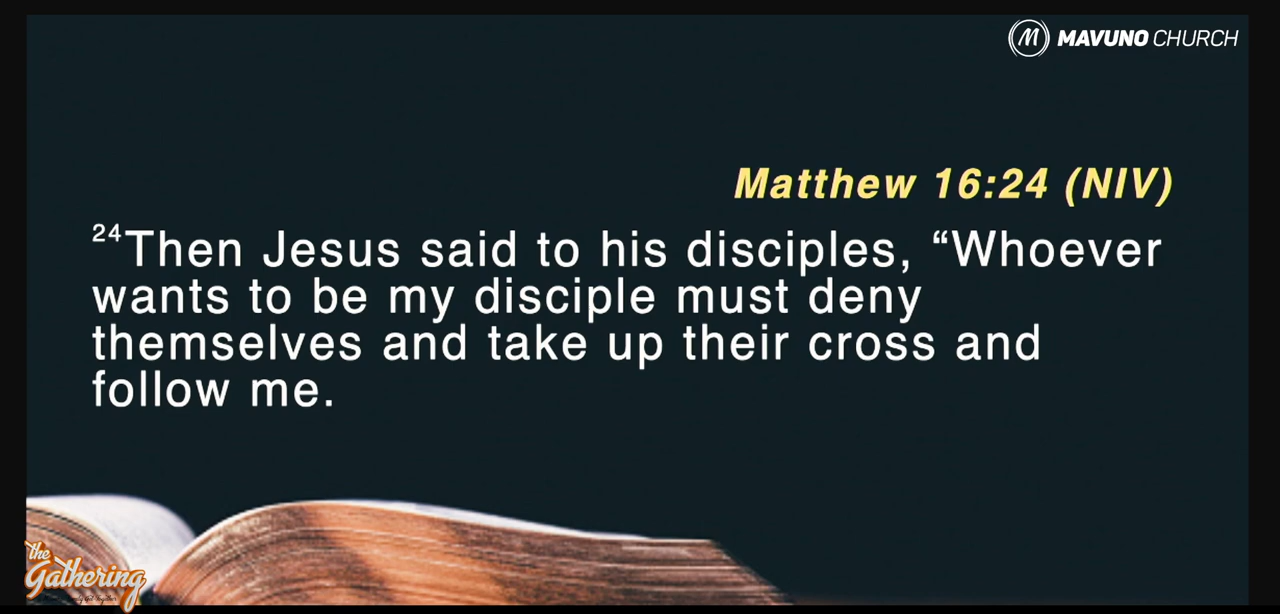 MAVUNO CHURCH
Matthew 16:24 (NIV)
24Then Jesus said to his disciples, “Whoever
wants to be my disciple must deny
themselves and take up their cross and
follow me.
the
Gathering